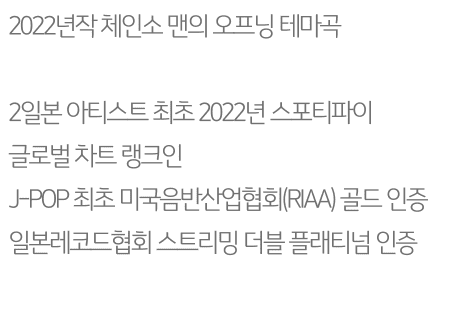 2022년작 체인소 맨의 오프닝 테마곡
2일본 아티스트 최초 2022년 스포티파이
글로벌 차트 랭크인
J-POP 최초 미국음반산업협회(RIAA) 골드 인증
일본레코드협회 스트리밍 더블 플래티넘 인증